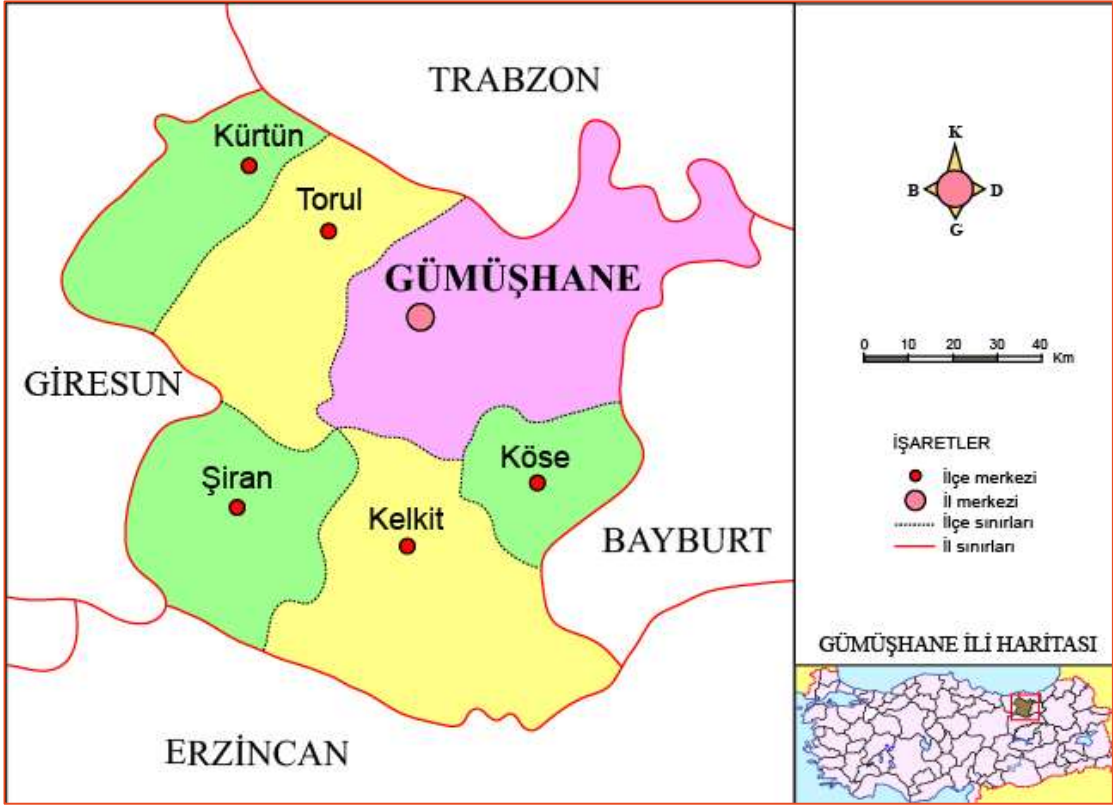 TRABZON
Kürtün
Torul
GÜMÜŞHANE
GİRESUN
Şiran
Köse
Kelkit
BAYBURT
ERZİNCAN
K
B D
G
0 10 20 30 40
Km
İŞARETLER
İlçe merkezi
İl merkezi
İlçe sınırları
İl sınırları
GÜMÜŞHANE İLİ HARİTASI